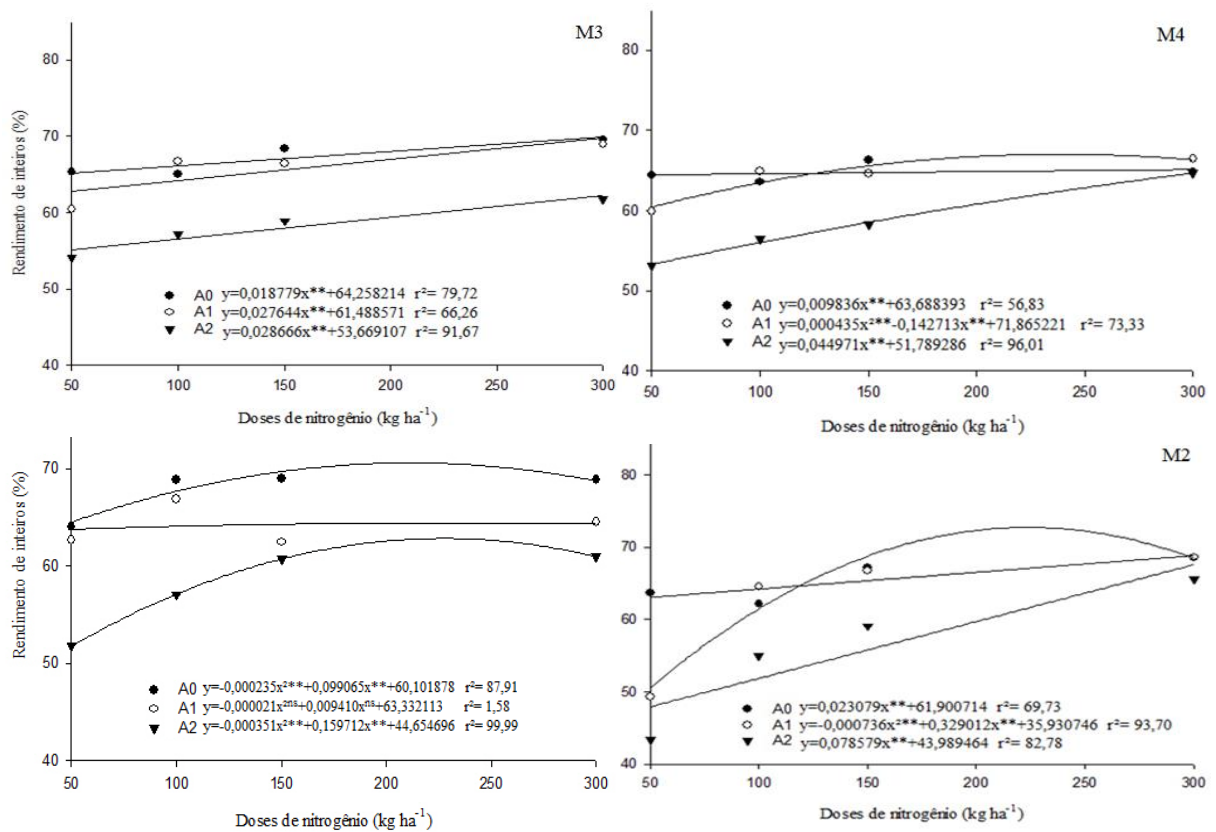 M3
Rendimento de inteiros (%)
80
70
60
50
40
A0 y=0,018779x**+64,258214 r²= 79,72
A1 y=0,027644x**+61,488571 r²= 66,26
A2 y=0,028666x**+53,669107 r²= 91,67
50 100 150 200 250 300
Doses de nitrogênio (kg ha⁻¹)
M4
80
70
60
50
40
A0 y=0,009836x**+63,688393 r²= 56,83
A1 y=0,000435x²**-0,142713x**+71,865221 r²= 73,33
A2 y=0,044971x**+51,789286 r²= 96,01
50 100 150 200 250 300
Doses de nitrogênio (kg ha⁻¹)
Rendimento de inteiros (%)
70
60
50
40
A0 y=-0,000235x²**+0,099065x**+60,101878 r²= 87,91
A1 y=-0,000021x²ⁿˢ+0,009410xⁿˢ+63,332113 r²= 1,58
A2 y=-0,000351x²**+0,159712x**+44,654696 r²= 99,99
50 100 150 200 250 300
Doses de nitrogênio (kg ha⁻¹)
M2
80
70
60
50
40
A0 y=0,023079x**+61,900714 r²= 69,73
A1 y=-0,000736x²**+0,329012x**+35,930746 r²= 93,70
A2 y=0,078579x**+43,989464 r²= 82,78
50 100 150 200 250 300
Doses de nitrogênio (kg ha⁻¹)